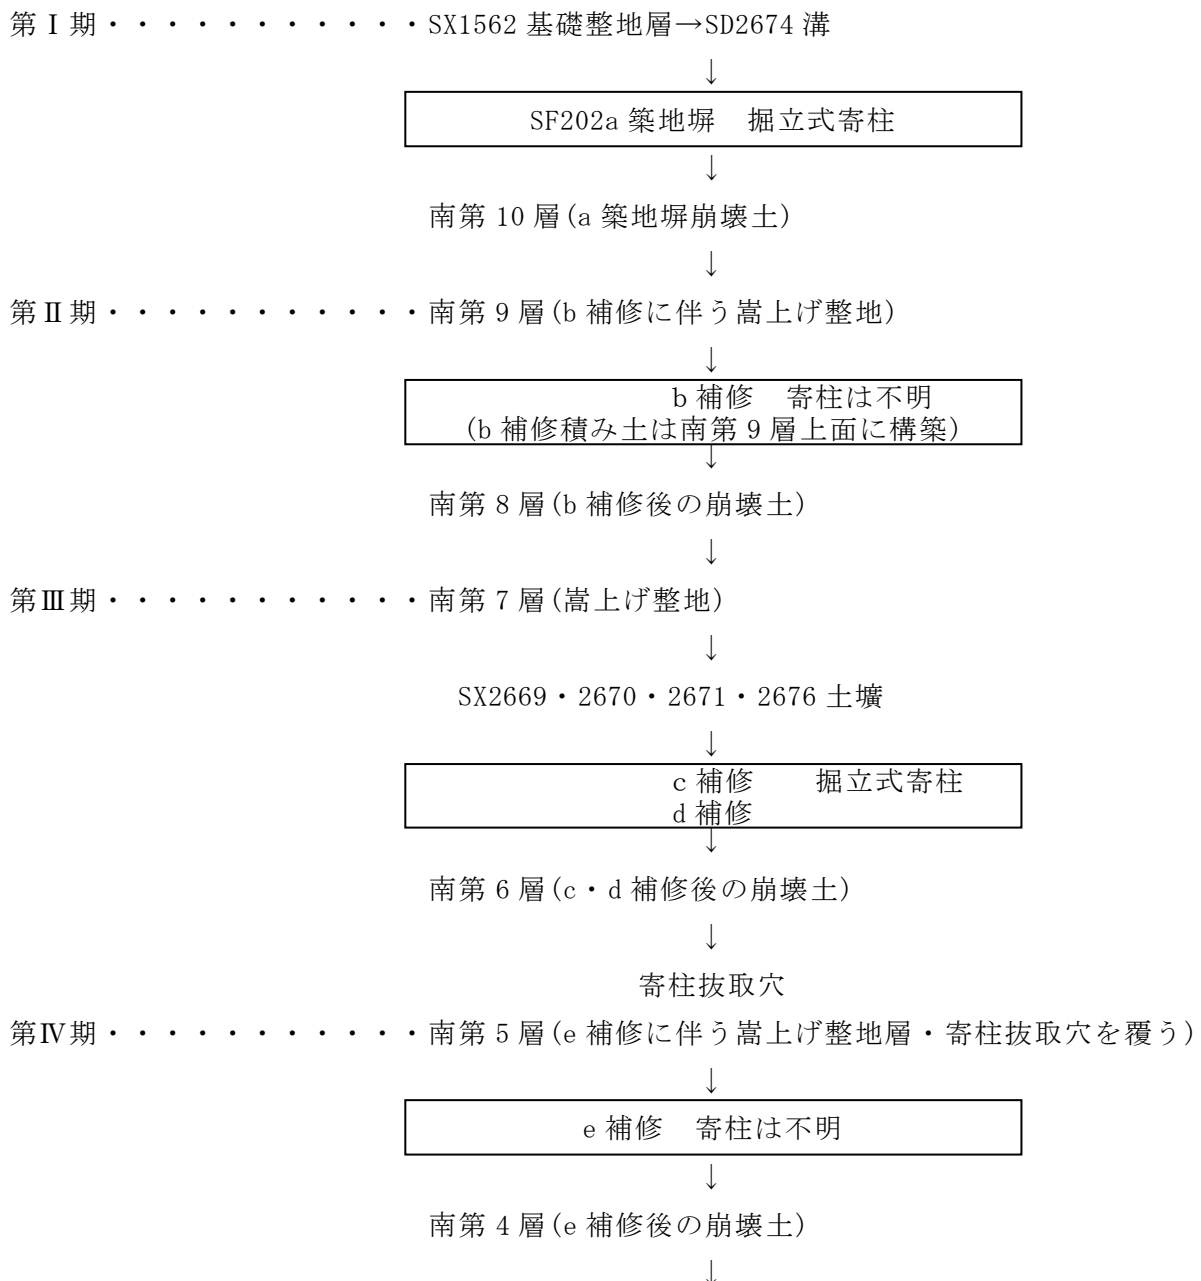 第Ⅰ期・・・・・・・・・・・SX1562 基礎整地層→SD2674 溝
↓
SF202a 築地塀　掘立式寄柱
↓
南第 10 層(a 築地塀崩壊土)
↓
第Ⅱ期・・・・・・・・・・・南第 9 層(b 補修に伴う嵩上げ整地)
↓
b 補修　寄柱は不明
(b 補修積み土は南第 9 層上面に構築)
↓
南第 8 層(b 補修後の崩壊土)
↓
第Ⅲ期・・・・・・・・・・・南第 7 層(嵩上げ整地)
↓
SX2669・2670・2671・2676 土壙
↓
c 補修　　掘立式寄柱
d 補修
↓
南第 6 層(c・d 補修後の崩壊土)
↓
寄柱抜取穴
第Ⅳ期・・・・・・・・・・・南第 5 層(e 補修に伴う嵩上げ整地層・寄柱抜取穴を覆う)
↓
e 補修　寄柱は不明
↓
南第 4 層(e 補修後の崩壊土)
↓